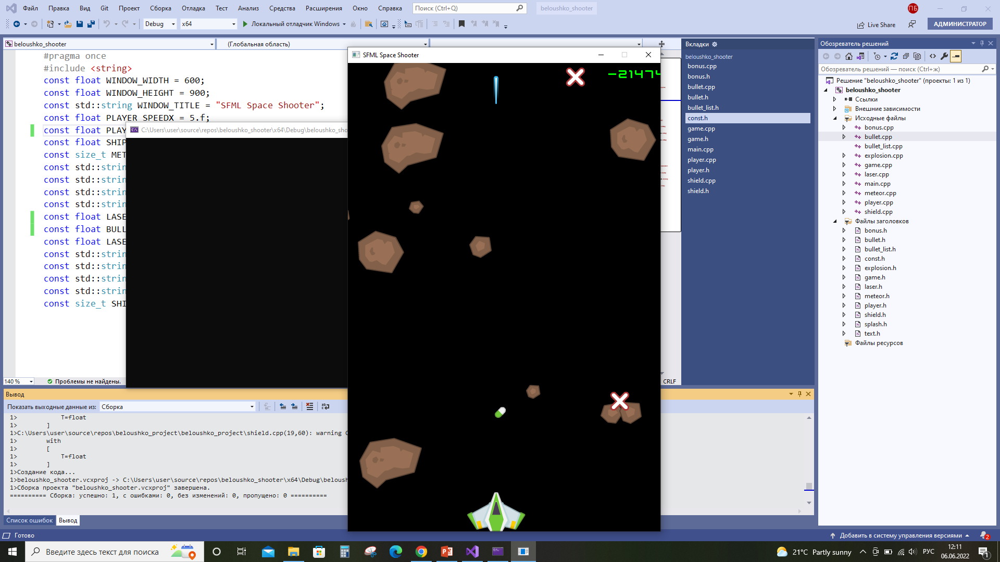 Файл Правка Вид Git Проект Сборка Отладка Тест Анализ Средства Расширения Окно Справка Поиск (Ctrl+Q) beloushko_shooter ПБ
Debug x64 Локальный отладчик Windows Live Share АДМИНИСТРАТОР
beloushko_shooter (Глобальная область)
#pragma once
#include <string>
const float WINDOW_WIDTH = 600;
const float WINDOW_HEIGHT = 900;
const std::string WINDOW_TITLE = "SFML Space Shooter";
const float PLAYER_SPEEDX = 5.f;
const float PLAY
const float SHIP
const size_t MET
const std::strin
const std::strin
const std::strin
const std::strin
const float LASE
const float BULL
const float LASE
const std::strin
const std::strin
const std::strin
const std::strin
const size_t SHI
140 % Проблемы не найдены. CRLF
C:\Users\user\source\repos\beloushko_shooter\x64\Debug\beloushko_sho
SFML Space Shooter
-21474
Вкладки
beloushko_shooter
bonus.cpp
bonus.h
bullet.cpp
bullet.h
bullet_list.h
const.h
game.cpp
game.h
main.cpp
player.cpp
player.h
shield.cpp
shield.h
Обозреватель решений
Обозреватель решений — поиск (Ctrl+ж)
Решение "beloushko_shooter" (проекты: 1 из 1)
beloushko_shooter
Ссылки
Внешние зависимости
Исходные файлы
bonus.cpp
bullet.cpp
bullet_list.cpp
explosion.cpp
game.cpp
laser.cpp
main.cpp
meteor.cpp
player.cpp
shield.cpp
Файлы заголовков
bonus.h
bullet.h
bullet_list.h
const.h
explosion.h
game.h
laser.h
meteor.h
player.h
shield.h
splash.h
text.h
Файлы ресурсов
Вывод
Показать выходные данные из: Сборка
1> T=float
1> ]
1>C:\Users\user\source\repos\beloushko_project\beloushko_project\shield.cpp(19,60): warning C
1> with
1> [
1> T=float
1> ]
1>Создание кода...
1>beloushko_shooter.vcxproj -> C:\Users\user\source\repos\beloushko_shooter\x64\Debug\beloush
1>Сборка проекта "beloushko_shooter.vcxproj" завершена.
========== Сборка: успешно: 1, с ошибками: 0, без изменений: 0, пропущено: 0 ==========
Список ошибок Вывод
Готово Добавить в систему управления версиями 2
Введите здесь текст для поиска 21°C Partly sunny РУС 12:11
06.06.2022 1